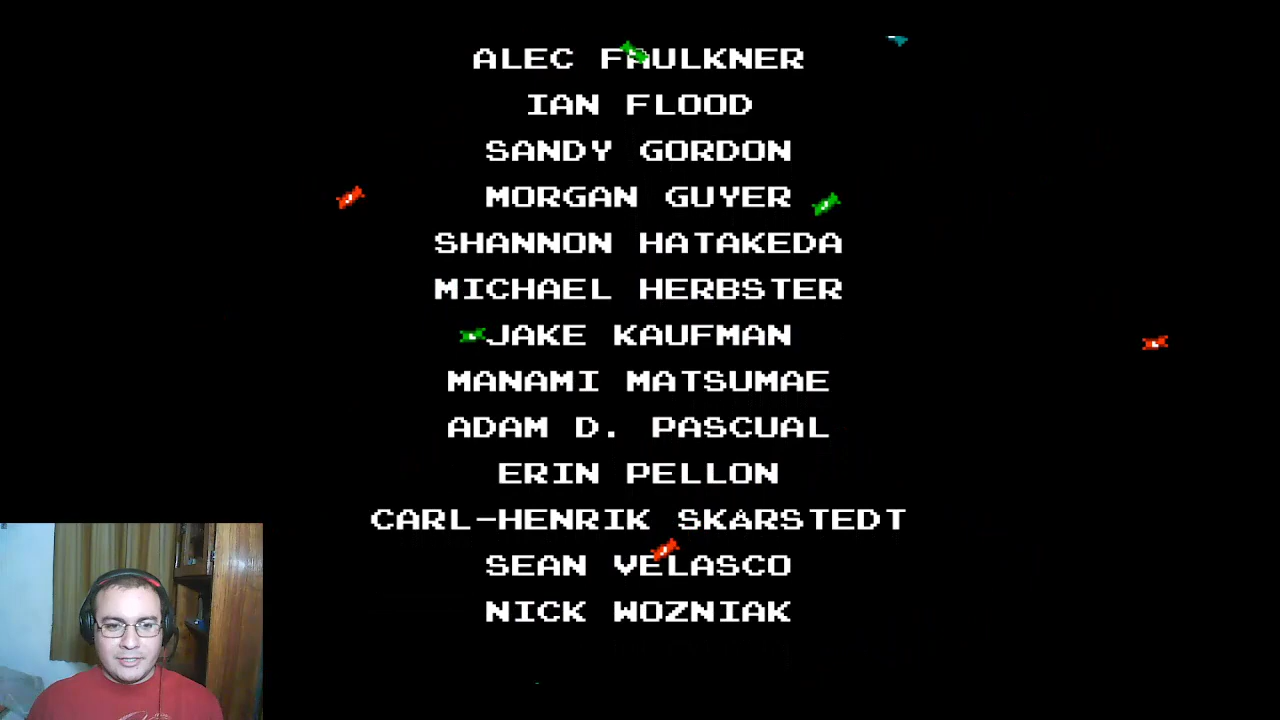 ALEC FAULKNER
IAN FLOOD
SANDY GORDON
MORGAN GUYER
SHANNON HATAKEDA
MICHAEL HERBSTER
JAKE KAUFMAN
MANAMI MATSUMAE
ADAM D. PASCUAL
ERIN PELLON
CARL-HENRIK SKARSTEDT
SEAN VELASCO
NICK WOZNIAK